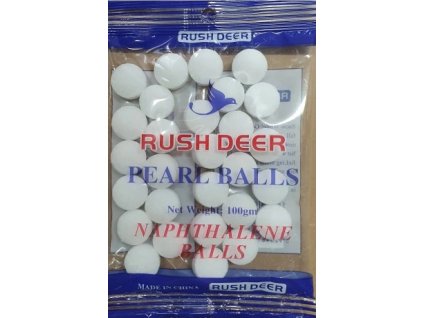 RUSH DEER
RUSH DEER
PEARL BALLS
Net Weight: 100gm
NAPHTHALENE
BALLS
MADE IN CHINA
RUSH DEER